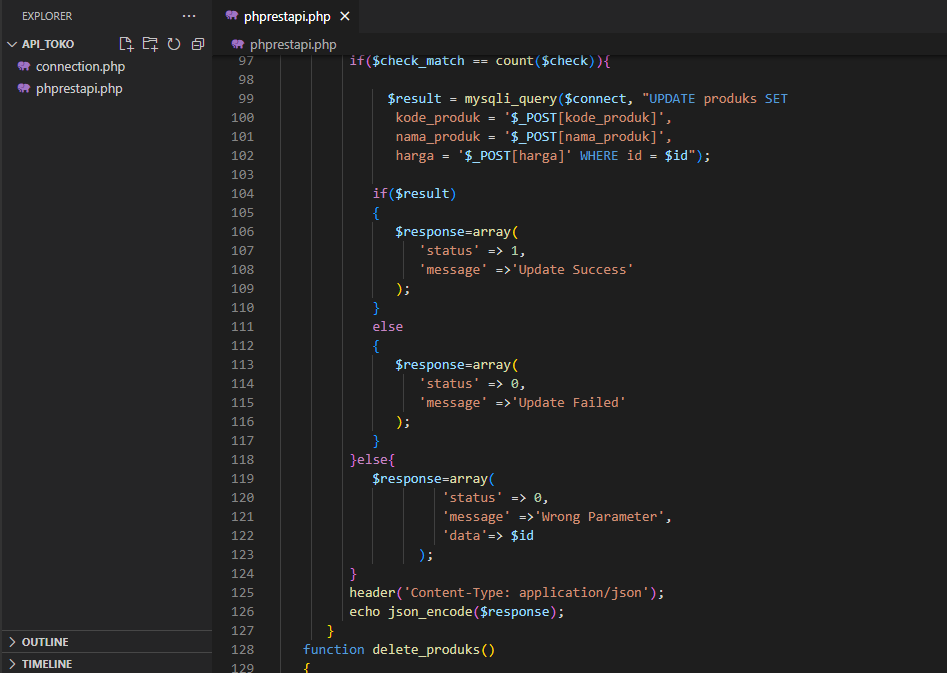 EXPLORER
API_TOKO
connection.php
phprestapi.php
OUTLINE
TIMELINE
phprestapi.php
phprestapi.php
97 if($check_match == count($check)){
98
99 $result = mysqli_query($connect, "UPDATE produks SET
100 kode_produk = '$_POST[kode_produk]',
101 nama_produk = '$_POST[nama_produk]',
102 harga = '$_POST[harga]' WHERE id = $id");
103
104 if($result)
105 {
106 $response=array(
107 'status' => 1,
108 'message' =>'Update Success'
109 );
110 }
111 else
112 {
113 $response=array(
114 'status' => 0,
115 'message' =>'Update Failed'
116 );
117 }
118 }else{
119 $response=array(
120 'status' => 0,
121 'message' =>'Wrong Parameter',
122 'data'=> $id
123 );
124 }
125 header('Content-Type: application/json');
126 echo json_encode($response);
127 }
128 function delete_produks()
129 {